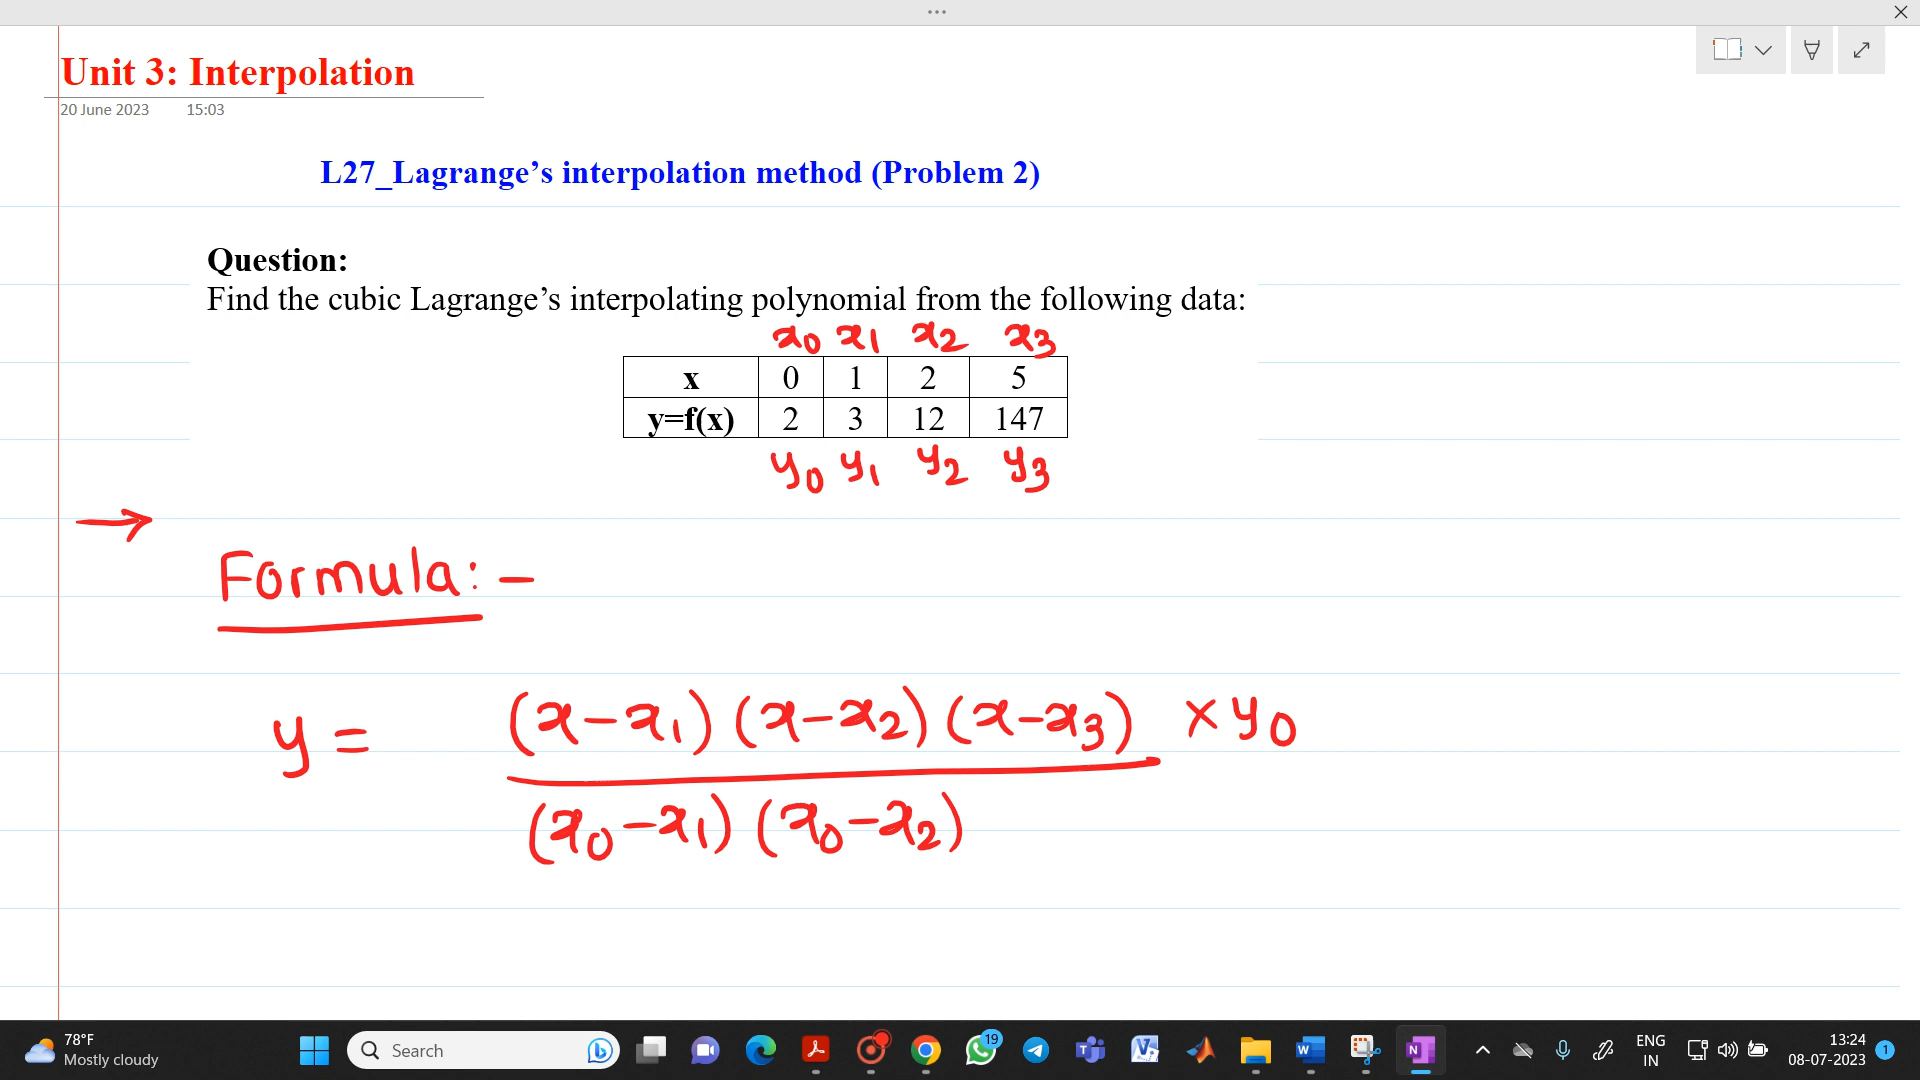 Unit 3: Interpolation
20 June 2023 15:03
L27_Lagrange’s interpolation method (Problem 2)
Question:
Find the cubic Lagrange’s interpolating polynomial from the following data:
x₀ x₁ x₂ x₃
x 0 1 2 5
y=f(x) 2 3 12 147
y₀ y₁ y₂ y₃
→
Formula:-
y = (x-x₁) (x-x₂) (x-x₃) × y₀
(x₀-x₁) (x₀-x₂)
78°F
Mostly cloudy
Search
19
ENG
IN
13:24
08-07-2023
1